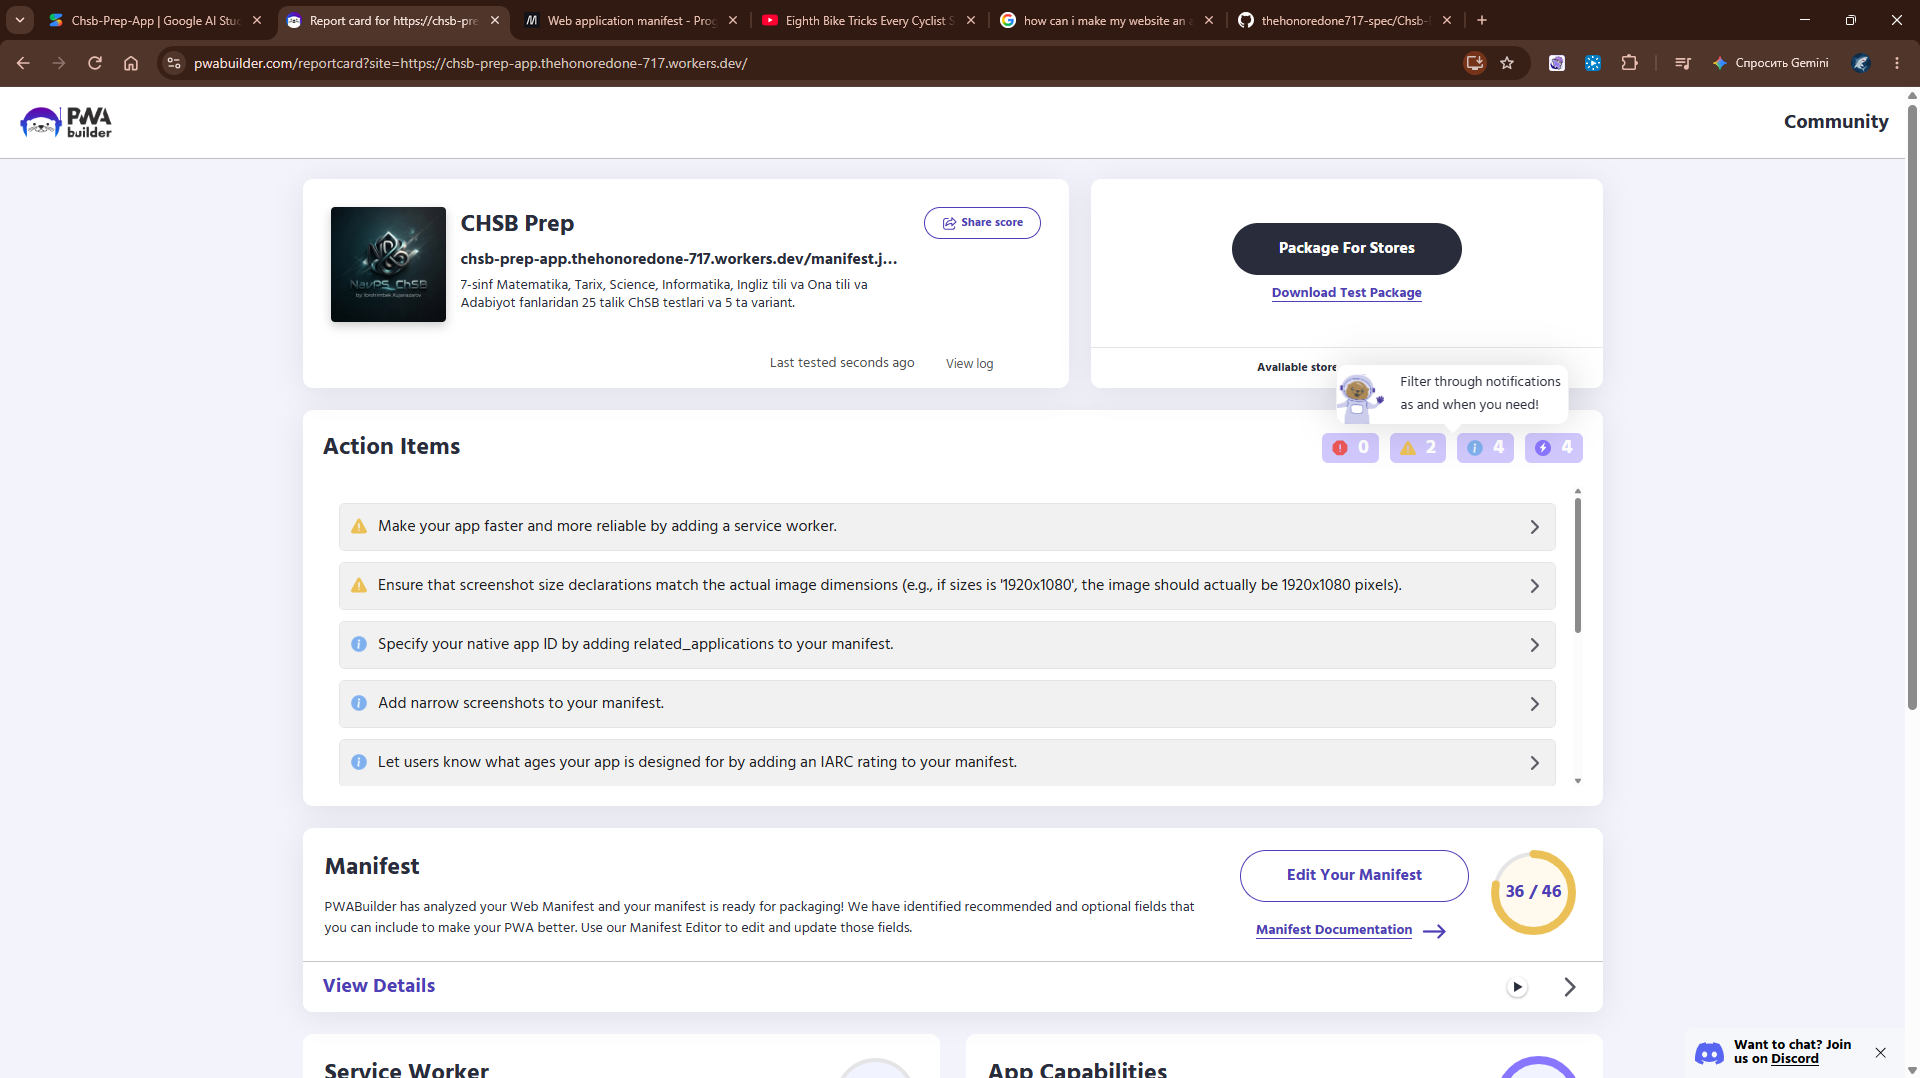 Chsb-Prep-App | Google AI Stu
Report card for https://chsb-pre
Web application manifest - Prog
Eighth Bike Tricks Every Cyclist S
how can i make my website an a
thehonoredone717-spec/Chsb-
pwabuilder.com/reportcard?site=https://chsb-prep-app.thehonoredone-717.workers.dev/
Спросить Gemini
PWA
builder
Community
CHSB Prep
Share score
chsb-prep-app.thehonoredone-717.workers.dev/manifest.j...
7-sinf Matematika, Tarix, Science, Informatika, Ingliz tili va Ona tili va
Adabiyot fanlaridan 25 talik ChSB testlari va 5 ta variant.
NavPS_ChSB
Last tested seconds ago
View log
Package For Stores
Download Test Package
Available store
Filter through notifications
as and when you need!
Action Items
0
2
4
4
Make your app faster and more reliable by adding a service worker.
Ensure that screenshot size declarations match the actual image dimensions (e.g., if sizes is '1920x1080', the image should actually be 1920x1080 pixels).
Specify your native app ID by adding related_applications to your manifest.
Add narrow screenshots to your manifest.
Let users know what ages your app is designed for by adding an IARC rating to your manifest.
Manifest
PWABuilder has analyzed your Web Manifest and your manifest is ready for packaging! We have identified recommended and optional fields that
you can include to make your PWA better. Use our Manifest Editor to edit and update those fields.
Edit Your Manifest
Manifest Documentation
36 / 46
View Details
Service Worker
App Capabilities
Want to chat? Join
us on Discord